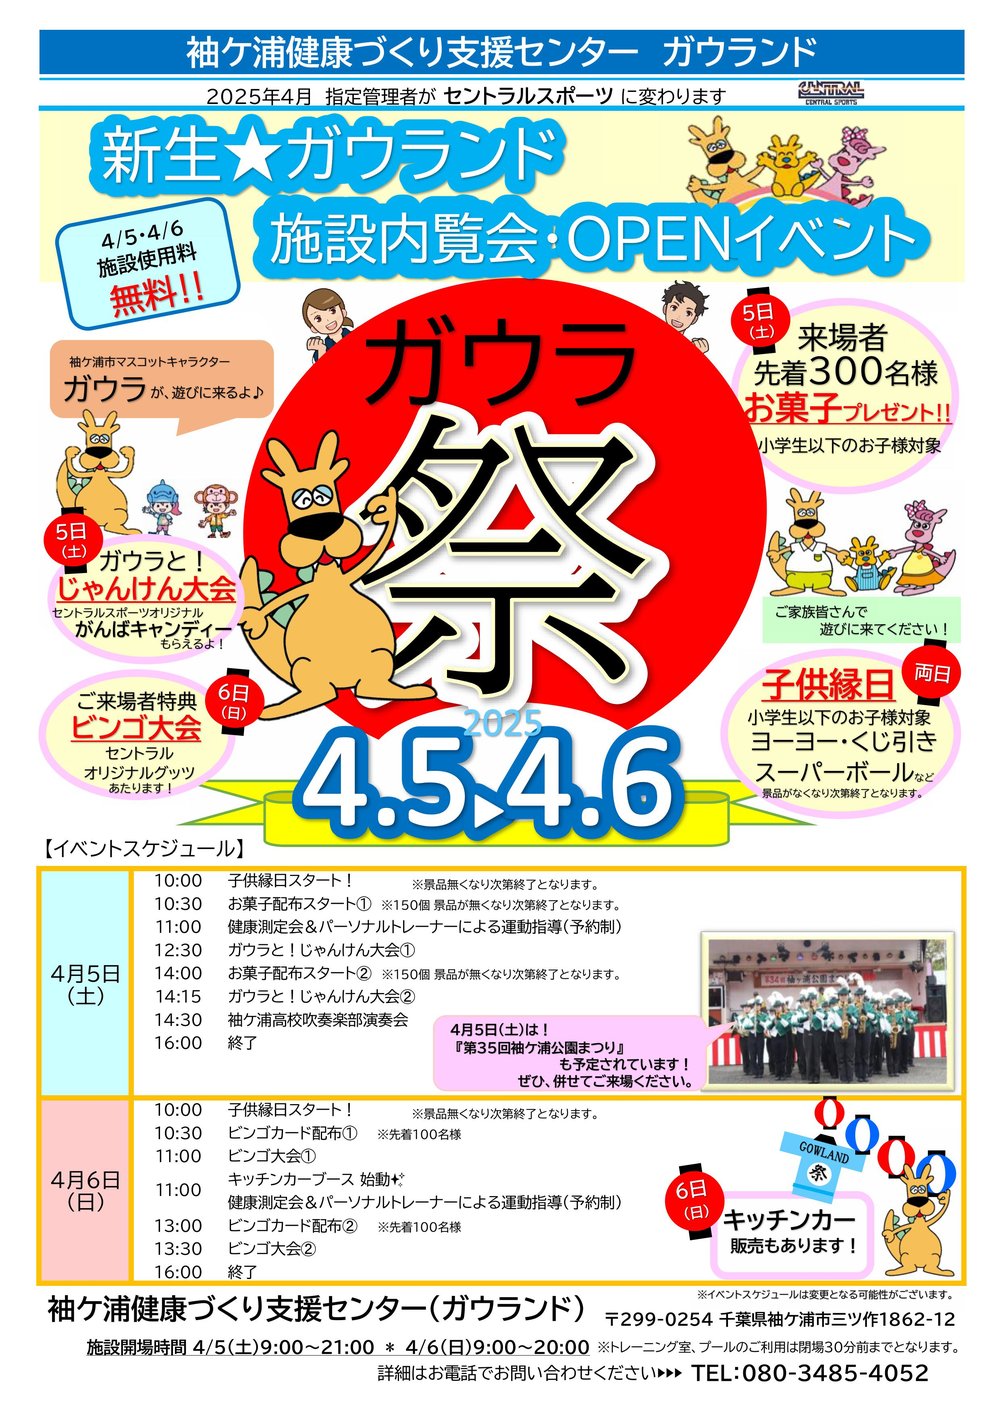 袖ケ浦健康づくり支援センター ガウランド
2025年4月 指定管理者が セントラルスポーツ に変わります
CENTRAL
CENTRAL SPORTS
新生★ガウランド
施設内覧会・OPENイベント
4/5・4/6
施設使用料
無料!!
袖ケ浦市マスコットキャラクター
ガウラ が、遊びに来るよ♪
ガウラ
祭
2025
4.5▶4.6
5日
(土)
来場者
先着300名様
お菓子プレゼント!!
小学生以下のお子様対象
5日
(土)
ガウラと！
じゃんけん大会
セントラルスポーツオリジナル
がんばキャンディー
もらえるよ！
ご家族皆さんで
遊びに来てください！
6日
(日)
ご来場者特典
ビンゴ大会
セントラル
オリジナルグッツ
あたります！
両日
子供縁日
小学生以下のお子様対象
ヨーヨー・くじ引き
スーパーボールなど
景品がなくなり次第終了となります。
【イベントスケジュール】
4月5日
(土)
10:00 子供縁日スタート！ ※景品無くなり次第終了となります。
10:30 お菓子配布スタート① ※150個 景品が無くなり次第終了となります。
11:00 健康測定会＆パーソナルトレーナーによる運動指導(予約制)
12:30 ガウラと！じゃんけん大会①
14:00 お菓子配布スタート② ※150個 景品が無くなり次第終了となります。
14:15 ガウラと！じゃんけん大会②
14:30 袖ケ浦高校吹奏楽部演奏会
16:00 終了
4月5日(土)は！
『第35回袖ケ浦公園まつり』
も予定されています！
ぜひ、併せてご来場ください。
第34回 袖ヶ浦公園ま
4月6日
(日)
10:00 子供縁日スタート！ ※景品無くなり次第終了となります。
10:30 ビンゴカード配布① ※先着100名様
11:00 ビンゴ大会①
11:00 キッチンカーブース 始動
健康測定会＆パーソナルトレーナーによる運動指導(予約制)
13:00 ビンゴカード配布② ※先着100名様
13:30 ビンゴ大会②
16:00 終了
GOWLAND
祭
6日
(日)
キッチンカー
販売もあります！
※イベントスケジュールは変更となる可能性がございます。
袖ケ浦健康づくり支援センター(ガウランド) 〒299-0254 千葉県袖ケ浦市三ツ作1862-12
施設開場時間 4/5(土)9:00～21:00 ＊ 4/6(日)9:00～20:00 ※トレーニング室、プールのご利用は閉場30分前までとなります。
詳細はお電話でお問い合わせください▶▶▶ TEL:080-3485-4052